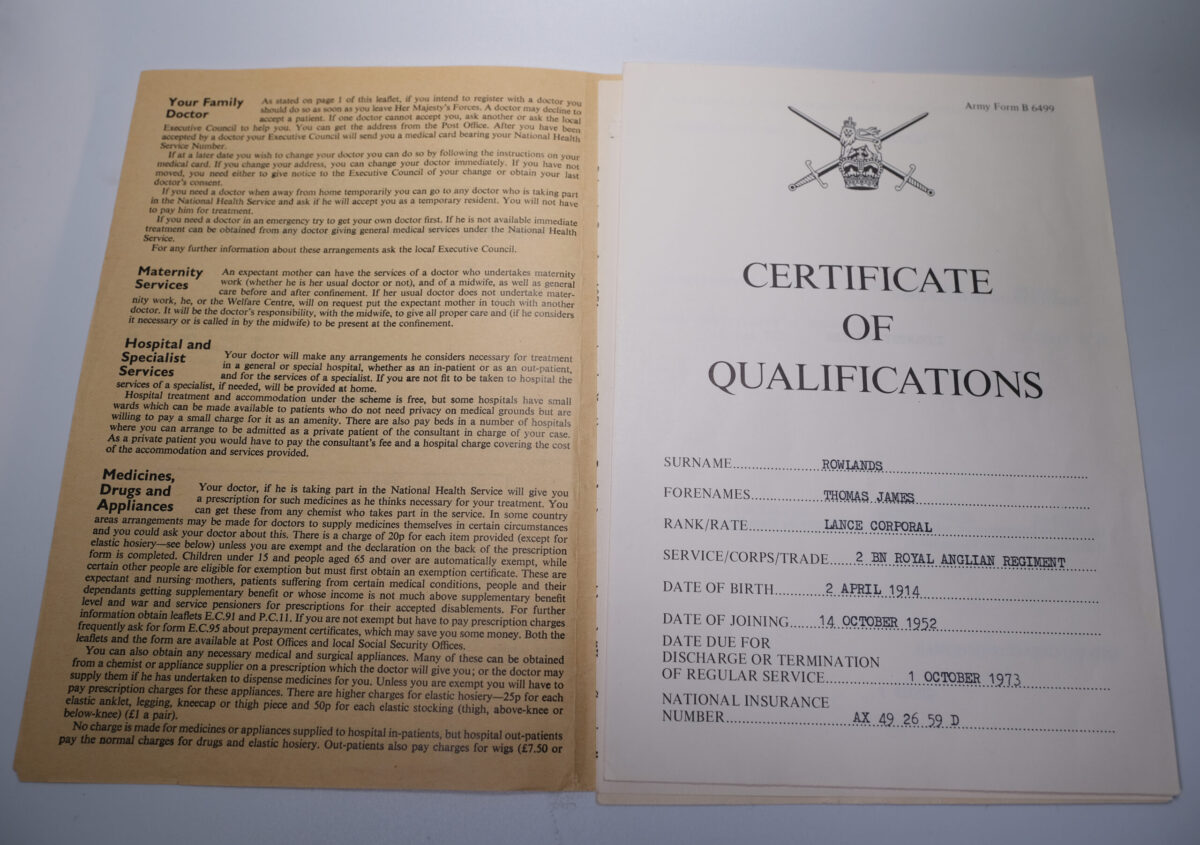 Your Family
Doctor
As stated on page 1 of this leaflet, if you intend to register with a doctor you
should do so as soon as you leave Her Majesty's Forces. A doctor may decline to
accept a patient. If one doctor cannot accept you, ask another or ask the local
Executive Council to help you. You can get the address from the Post Office. After you have been
accepted by a doctor your Executive Council will send you a medical card bearing your National Health
Service Number.
If at a later date you wish to change your doctor you can do so by following the instructions on your
medical card. If you change your address, you can change your doctor immediately. If you have not
moved, you need either to give notice to the Executive Council of your change or obtain your last
doctor's consent.
If you need a doctor when away from home temporarily you can go to any doctor who is taking part
in the National Health Service and ask if he will accept you as a temporary resident. You will not have
to pay him for treatment.
If you need a doctor in an emergency try to get your own doctor first. If he is not available immediate
treatment can be obtained from any doctor giving general medical services under the National Health
Service.
For any further information about these arrangements ask the local Executive Council.
Maternity
Services
An expectant mother can have the services of a doctor who undertakes maternity
work (whether he is her usual doctor or not), and of a midwife, as well as general
care before and after confinement. If her usual doctor does not undertake mater-
nity work, he, or the Welfare Centre, will on request put the expectant mother in touch with another
doctor. It will be the doctor's responsibility, with the midwife, to give all proper care and (if he considers
it necessary or is called in by the midwife) to be present at the confinement.
Hospital and
Specialist
Services
Your doctor will make any arrangements he considers necessary for treatment
in a general or special hospital, whether as an in-patient or as an out-patient,
and for the services of a specialist. If you are not fit to be taken to hospital the
services of a specialist, if needed, will be provided at home.
Hospital treatment and accommodation under the scheme is free, but some hospitals have small
wards which can be made available to patients who do not need privacy on medical grounds but are
willing to pay a small charge for it as an amenity. There are also pay beds in a number of hospitals
where you can arrange to be admitted as a private patient of the consultant in charge of your case.
As a private patient you would have to pay the consultant's fee and a hospital charge covering the cost
of the accommodation and services provided.
Medicines,
Drugs and
Appliances
Your doctor, if he is taking part in the National Health Service will give you
a prescription for such medicines as he thinks necessary for your treatment. You
can get these from any chemist who takes part in the service. In some country
areas arrangements may be made for doctors to supply medicines themselves in certain circumstances
and you could ask your doctor about this. There is a charge of 20p for each item provided (except for
elastic hosiery—see below) unless you are exempt and the declaration on the back of the prescription
form is completed. Children under 15 and people aged 65 and over are automatically exempt, while
certain other people are eligible for exemption but must first obtain an exemption certificate. These are
expectant and nursing mothers, patients suffering from certain medical conditions, people and their
dependants getting supplementary benefit or whose income is not much above supplementary benefit
level and war and service pensioners for prescriptions for their accepted disablements. For further
information obtain leaflets E.C.91 and P.C.11. If you are not exempt but have to pay prescription charges
frequently ask for form E.C.95 about prepayment certificates, which may save you some money. Both the
leaflets and the form are available at Post Offices and local Social Security Offices.
You can also obtain any necessary medical and surgical appliances. Many of these can be obtained
from a chemist or appliance supplier on a prescription which the doctor will give you; or the doctor may
supply them if he has undertaken to dispense medicines for you. Unless you are exempt you will have to
pay prescription charges for these appliances. There are higher charges for elastic hosiery—25p for each
elastic anklet, legging, kneecap or thigh piece and 50p for each elastic stocking (thigh, above-knee or
below-knee) (£1 a pair).
No charge is made for medicines or appliances supplied to hospital in-patients, but hospital out-patients
pay the normal charges for drugs and elastic hosiery. Out-patients also pay charges for wigs (£7.50 or
Army Form B 6499
CERTIFICATE
OF
QUALIFICATIONS
SURNAME ROWLANDS
FORENAMES THOMAS JAMES
RANK/RATE LANCE CORPORAL
SERVICE/CORPS/TRADE 2 BN ROYAL ANGLIAN REGIMENT
DATE OF BIRTH 2 APRIL 1914
DATE OF JOINING 14 OCTOBER 1952
DATE DUE FOR
DISCHARGE OR TERMINATION
OF REGULAR SERVICE 1 OCTOBER 1973
NATIONAL INSURANCE
NUMBER AX 49 26 59 D